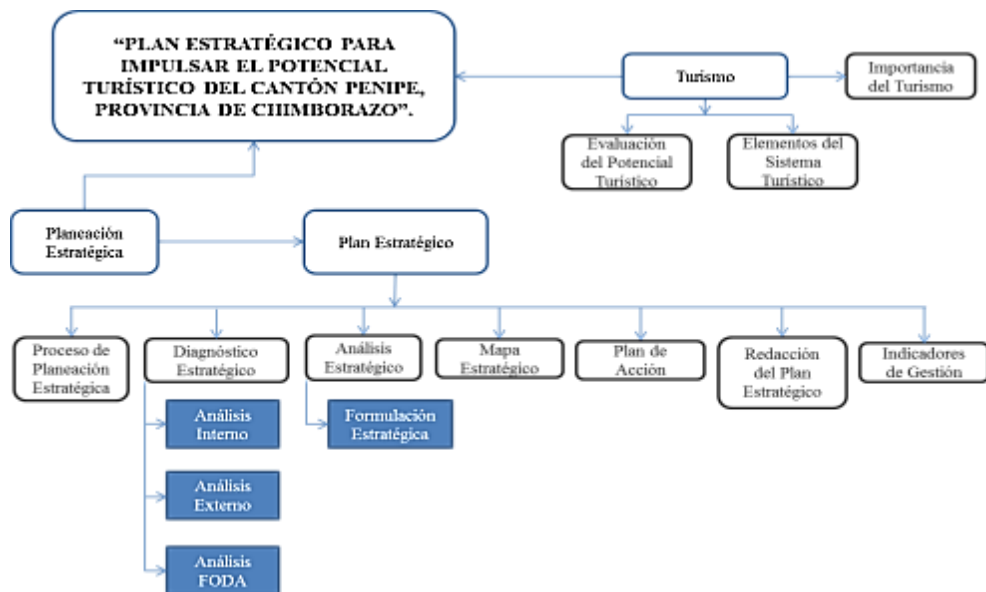 “PLAN ESTRATÉGICO PARA
IMPULSAR EL POTENCIAL
TURÍSTICO DEL CANTÓN PENIPE,
PROVINCIA DE CHIMBORAZO”.
Turismo
Importancia
del Turismo
Evaluación
del Potencial
Turístico
Elementos del
Sistema
Turístico
Planeación
Estratégica
Plan Estratégico
Proceso de
Planeación
Estratégica
Diagnóstico
Estratégico
Análisis
Estratégico
Mapa
Estratégico
Plan de
Acción
Redacción
del Plan
Estratégico
Indicadores
de Gestión
Análisis
Interno
Formulación
Estratégica
Análisis
Externo
Análisis
FODA